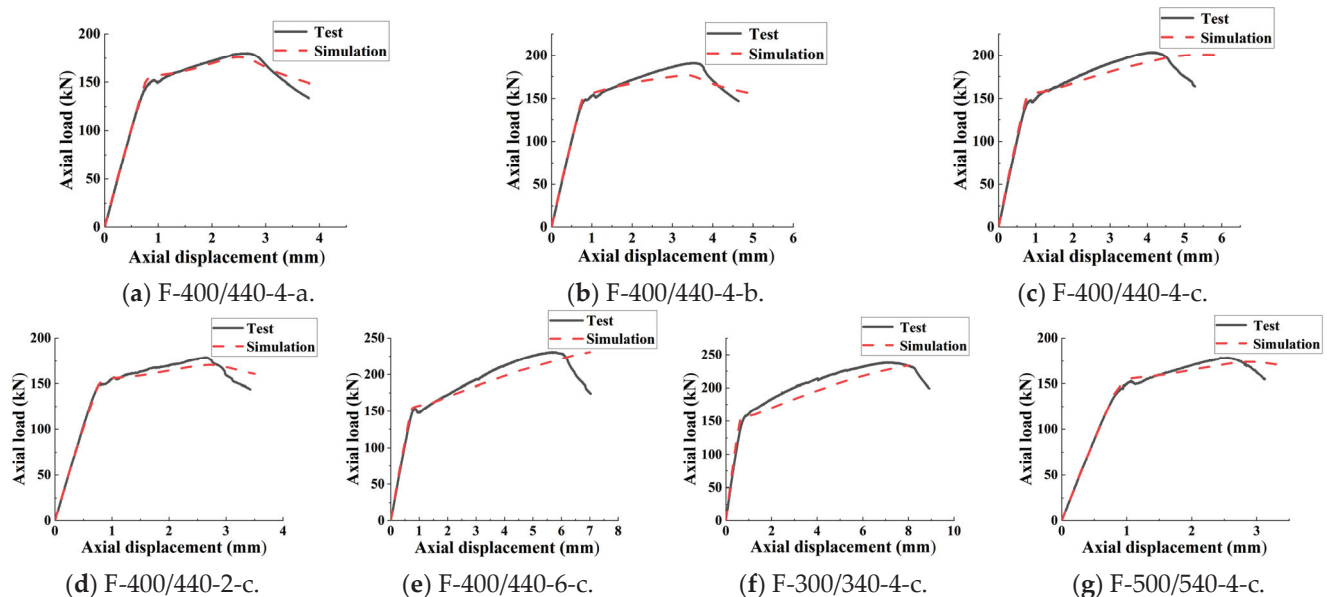 Test
Simulation
200
150
100
50
0
0 1 2 3 4
Axial load (kN)
Axial displacement (mm)
(a) F-400/440-4-a.
Test
Simulation
200
150
100
50
0
0 1 2 3 4 5 6
Axial load (kN)
Axial displacement (mm)
(b) F-400/440-4-b.
Test
Simulation
200
150
100
50
0
0 1 2 3 4 5 6
Axial load (kN)
Axial displacement (mm)
(c) F-400/440-4-c.
Test
Simulation
200
150
100
50
0
0 1 2 3 4
Axial load (kN)
Axial displacement (mm)
(d) F-400/440-2-c.
Test
Simulation
250
200
150
100
50
0
0 1 2 3 4 5 6 7 8
Axial load (kN)
Axial displacement (mm)
(e) F-400/440-6-c.
Test
Simulation
250
200
150
100
50
0
0 2 4 6 8 10
Axial load (kN)
Axial displacement (mm)
(f) F-300/340-4-c.
Test
Simulation
200
150
100
50
0
0 1 2 3
Axial load (kN)
Axial displacement (mm)
(g) F-500/540-4-c.